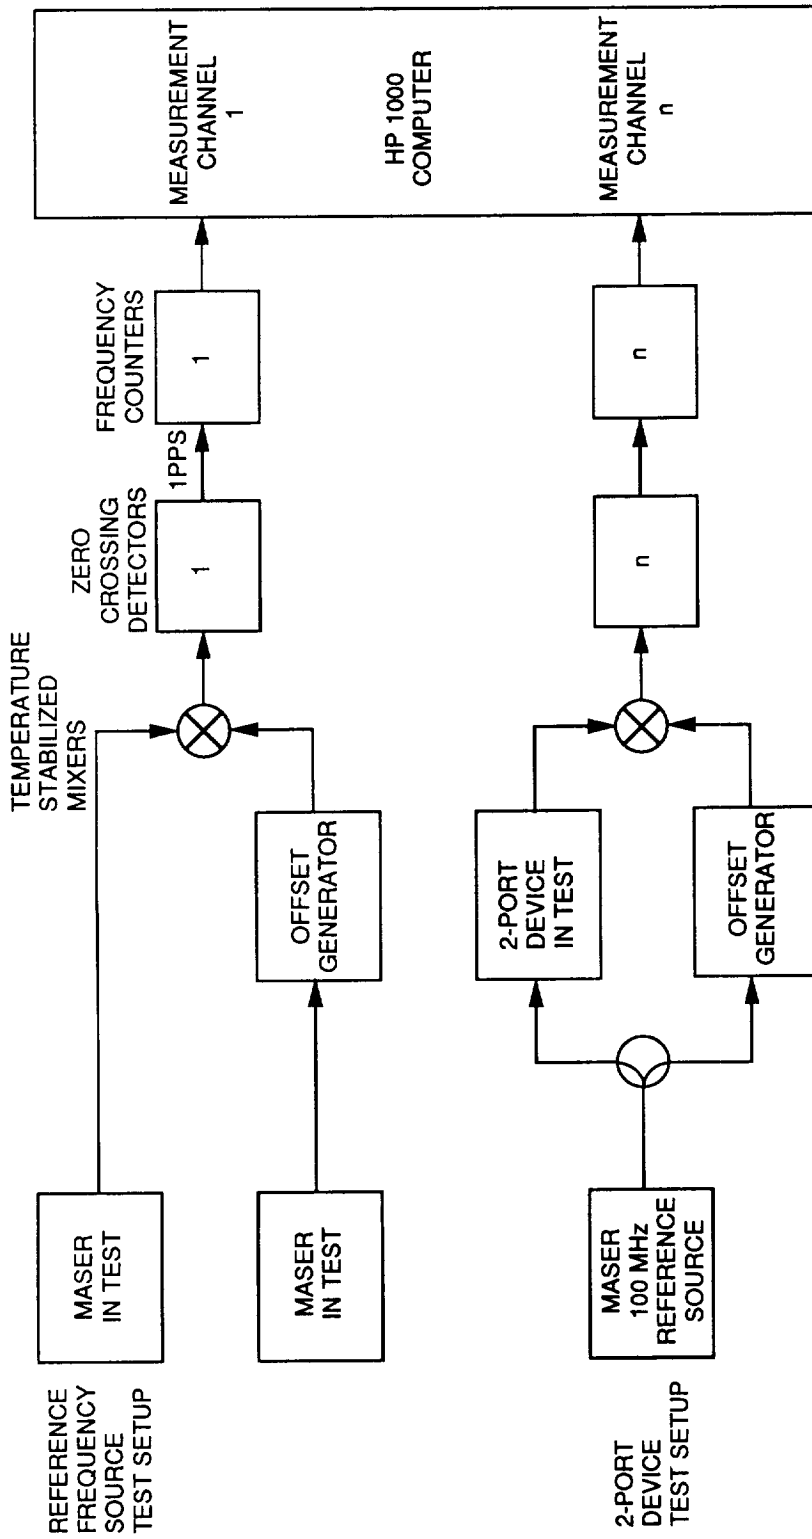 REFERENCE
FREQUENCY
SOURCE
TEST SETUP
MASER
IN TEST
MASER
IN TEST
OFFSET
GENERATOR
TEMPERATURE
STABILIZED
MIXERS
ZERO
CROSSING
DETECTORS
1
1PPS
FREQUENCY
COUNTERS
1
MEASUREMENT
CHANNEL
1
HP 1000
COMPUTER
MEASUREMENT
CHANNEL
n
2-PORT
DEVICE
TEST SETUP
MASER
100 MHz
REFERENCE
SOURCE
2-PORT
DEVICE
IN TEST
OFFSET
GENERATOR
n
n